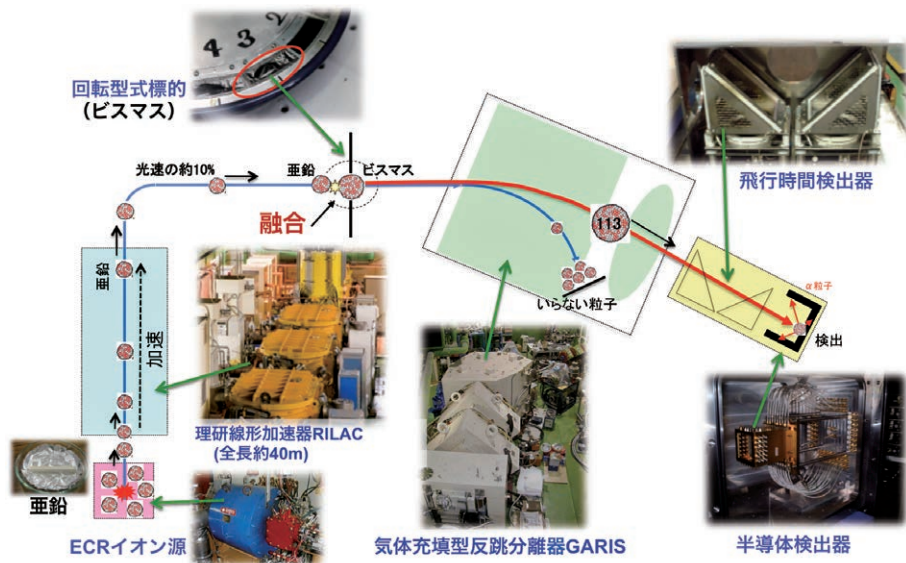 4 3 2
回転型式標的
（ビスマス）
光速の約10%
亜鉛
ビスマス
融合
113
いらない粒子
飛行時間検出器
α粒子
検出
亜鉛
加速
理研線形加速器RILAC
(全長約40m)
亜鉛
ECRイオン源
気体充填型反跳分離器GARIS
半導体検出器